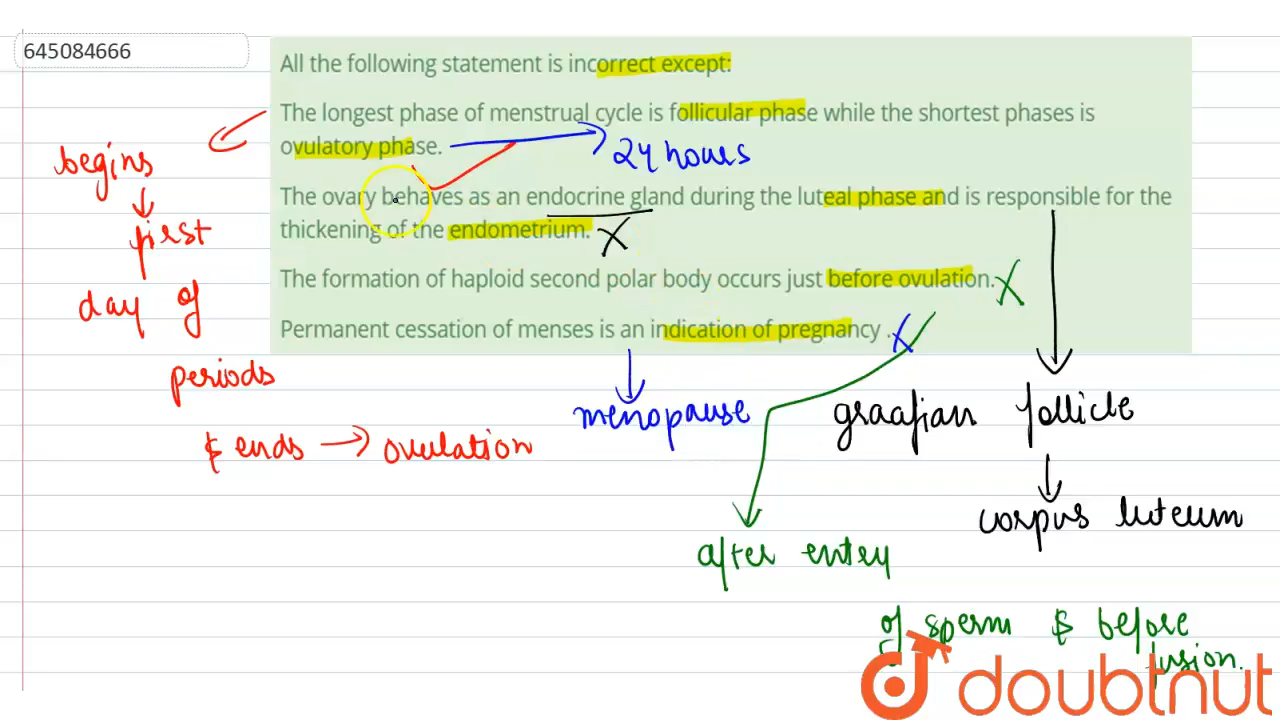 645084666
All the following statement is incorrect except:
The longest phase of menstrual cycle is follicular phase while the shortest phases is
ovulatory phase.
24 hours
The ovary behaves as an endocrine gland during the luteal phase and is responsible for the
thickening of the endometrium. X
The formation of haploid second polar body occurs just before ovulation. X
Permanent cessation of menses is an indication of pregnancy . X
begins
first
day of
periods
& ends → ovulation
menopause
graafian follicle
corpus luteum
after entry
of sperm & before
fusion.
doubtnut